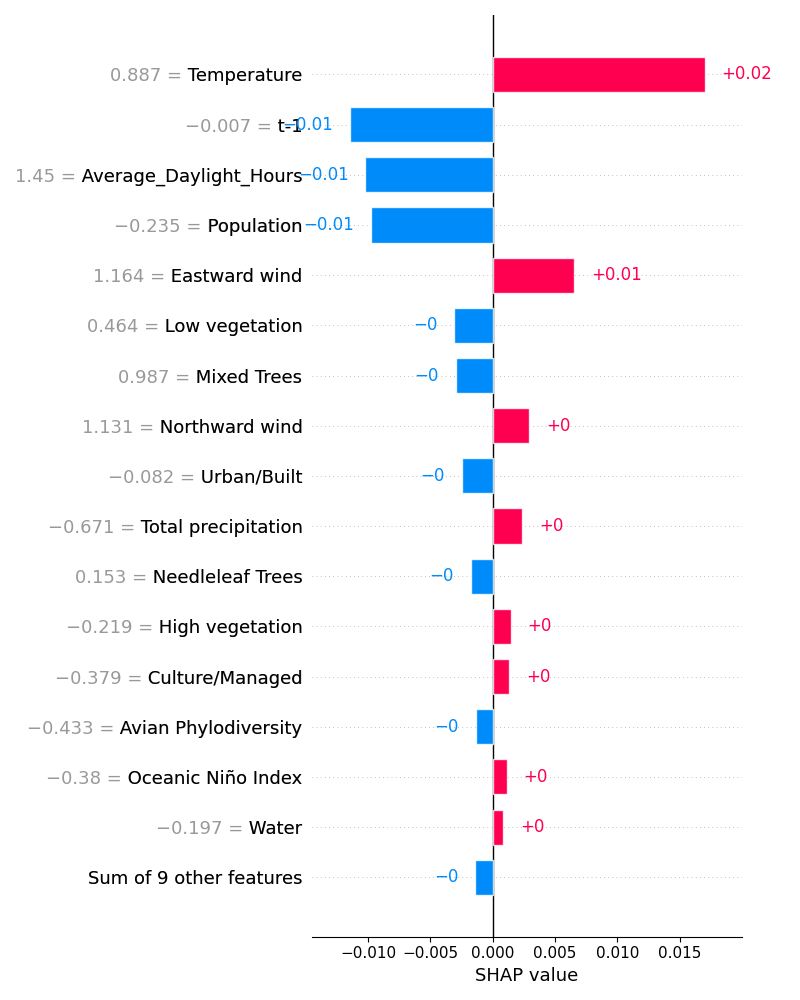 0.887 = Temperature +0.02
−0.007 = t-1 −0.01
1.45 = Average_Daylight_Hours −0.01
−0.235 = Population −0.01
1.164 = Eastward wind +0.01
0.464 = Low vegetation −0
0.987 = Mixed Trees −0
1.131 = Northward wind +0
−0.082 = Urban/Built −0
−0.671 = Total precipitation +0
0.153 = Needleleaf Trees −0
−0.219 = High vegetation +0
−0.379 = Culture/Managed +0
−0.433 = Avian Phylodiversity −0
−0.38 = Oceanic Niño Index +0
−0.197 = Water +0
Sum of 9 other features −0
−0.010 −0.005 0.000 0.005 0.010 0.015
SHAP value